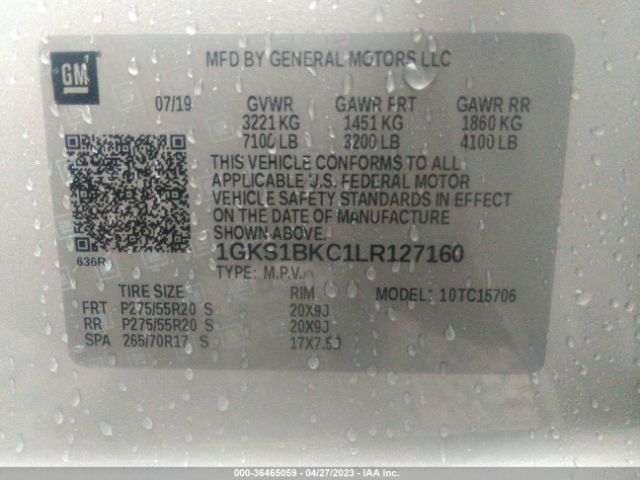 GM
MFD BY GENERAL MOTORS LLC
07/19 GVWR GAWR FRT GAWR RR
3221 KG 1451 KG 1860 KG
7100 LB 3200 LB 4100 LB
THIS VEHICLE CONFORMS TO ALL
APPLICABLE U.S. FEDERAL MOTOR
VEHICLE SAFETY STANDARDS IN EFFECT
ON THE DATE OF MANUFACTURE
SHOWN ABOVE.
636R
1GKS1BKC1LR127160
TYPE: M.P.V.
TIRE SIZE RIM MODEL: 10TC15706
FRT P275/55R20 S 20X9J
RR P275/55R20 S 20X9J
SPA 265/70R17 S 17X7.5J
000-36465059 - 04/27/2023 - IAA Inc.